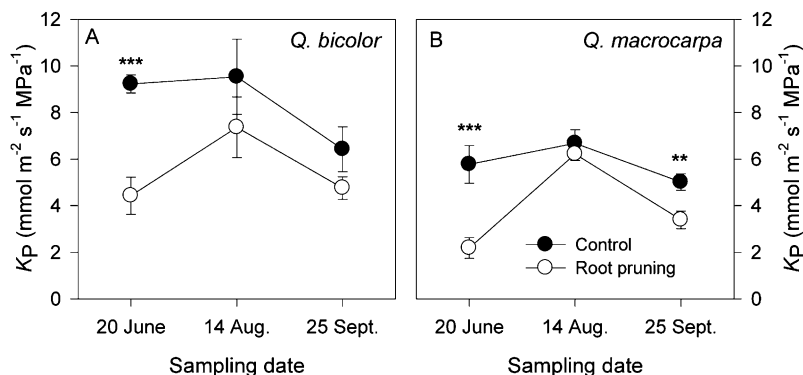 A
Q. bicolor
B
Q. macrocarpa
12
10
8
6
4
2
0
Kₚ (mmol m⁻² s⁻¹ MPa⁻¹)
***
***
**
Control
Root pruning
12
10
8
6
4
2
0
Kₚ (mmol m⁻² s⁻¹ MPa⁻¹)
20 June 14 Aug. 25 Sept.
20 June 14 Aug. 25 Sept.
Sampling date
Sampling date